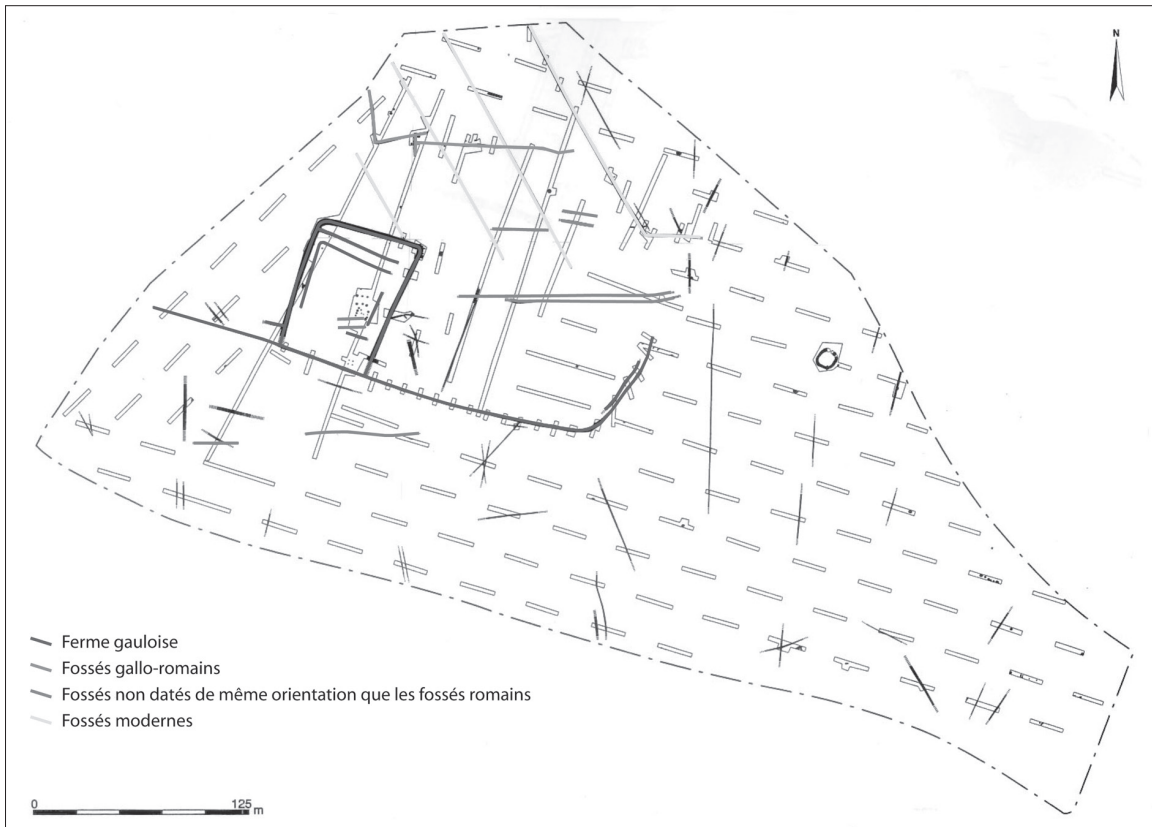 N
Ferme gauloise
Fossés gallo-romains
Fossés non datés de même orientation que les fossés romains
Fossés modernes
0 125 m